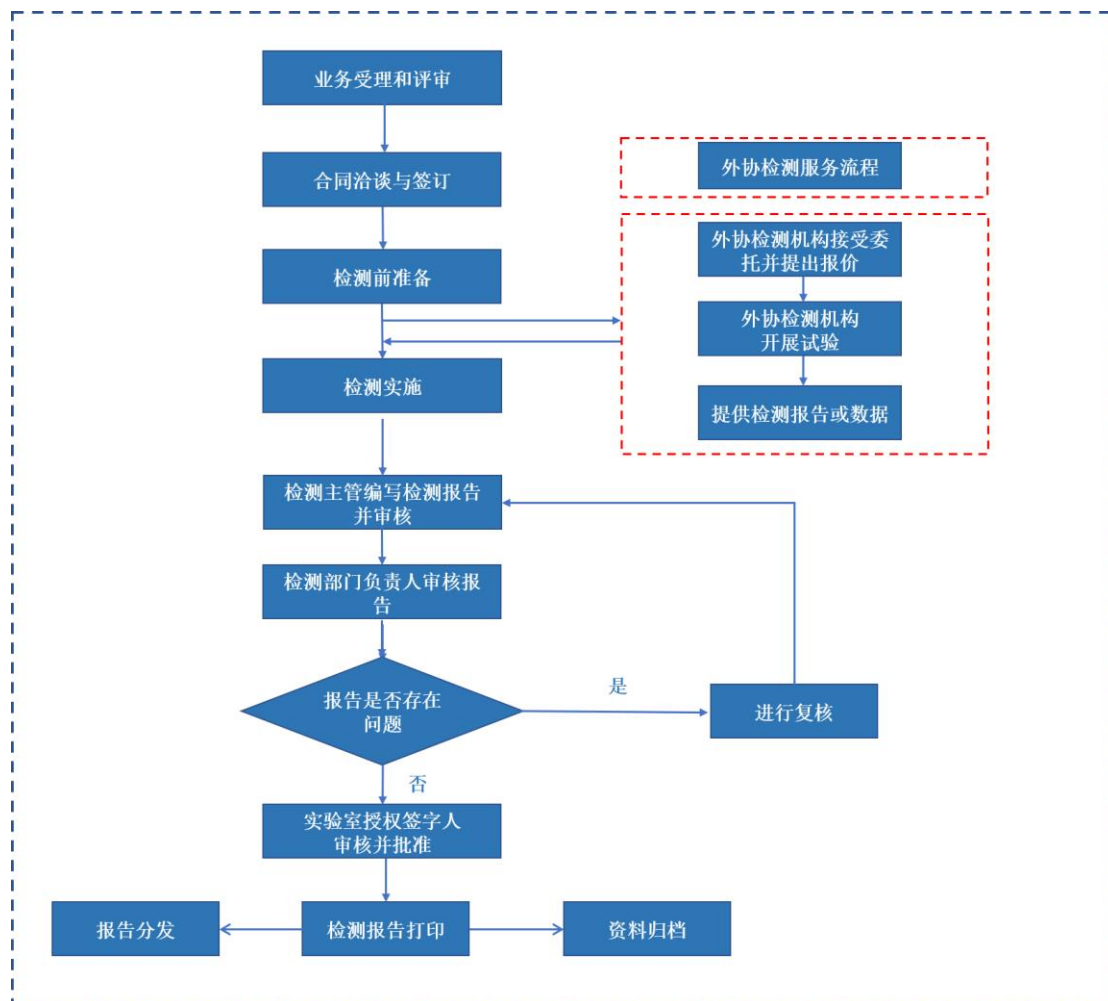 业务受理和评审
合同洽谈与签订
检测前准备
检测实施
外协检测服务流程
外协检测机构接受委
托并提出报价
外协检测机构
开展试验
提供检测报告或数据
检测主管编写检测报告
并审核
检测部门负责人审核报
告
报告是否存在
问题
是
进行复核
否
实验室授权签字人
审核并批准
报告分发
检测报告打印
资料归档